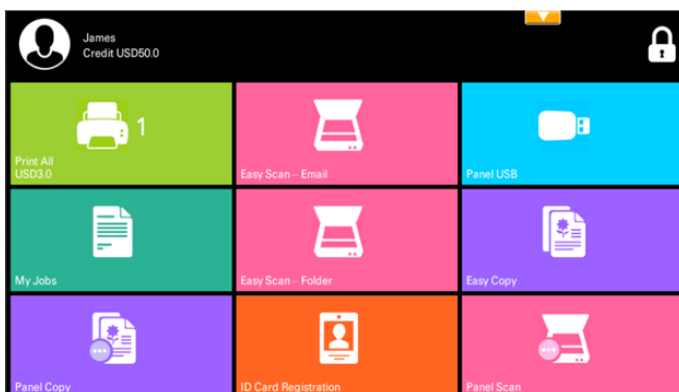 James
Credit USD50.0
1
Print All
USD3.0
Easy Scan – Email
Panel USB
My Jobs
Easy Scan – Folder
Easy Copy
Panel Copy
ID Card Registration
Panel Scan